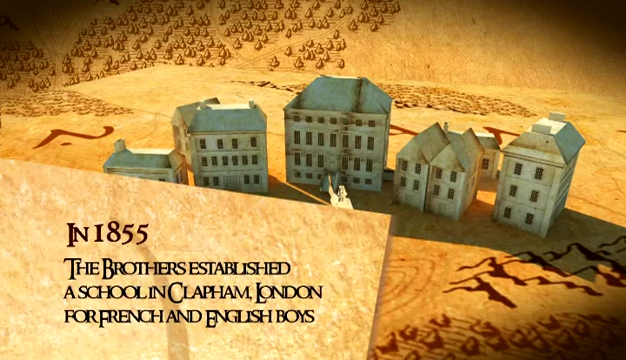 In 1855
The Brothers established
a school in Clapham, London
for French and English boys